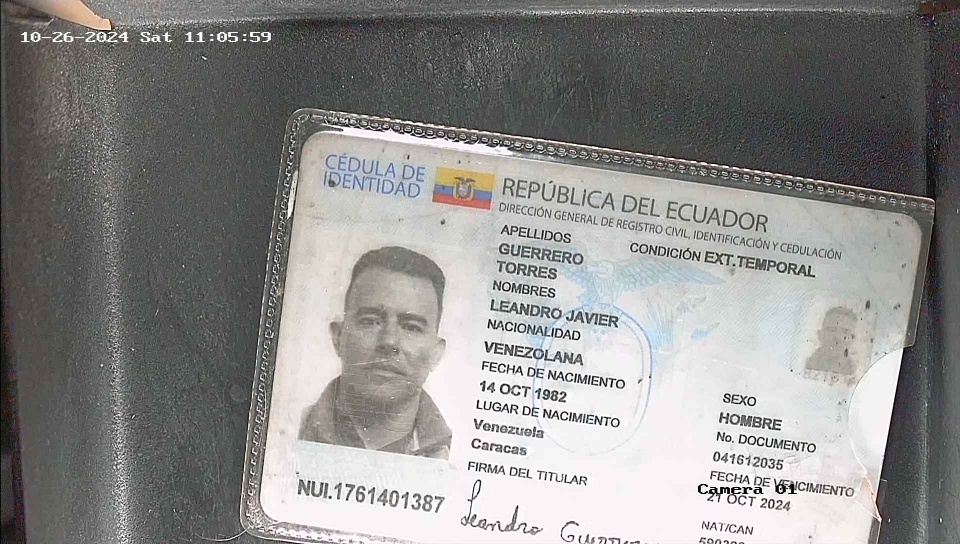 10-26-2024 Sat 11:05:59
CÉDULA DE
IDENTIDAD
REPÚBLICA DEL ECUADOR
DIRECCIÓN GENERAL DE REGISTRO CIVIL, IDENTIFICACIÓN Y CEDULACIÓN
APELLIDOS
CONDICIÓN EXT.TEMPORAL
GUERRERO
TORRES
NOMBRES
LEANDRO JAVIER
NACIONALIDAD
VENEZOLANA
FECHA DE NACIMIENTO
14 OCT 1982
LUGAR DE NACIMIENTO
Venezuela
Caracas
FIRMA DEL TITULAR
Leandro
SEXO
HOMBRE
No. DOCUMENTO
041612035
FECHA DE VENCIMIENTO
21 OCT 2024
NAT/CAN
NUI.1761401387
Camera 01